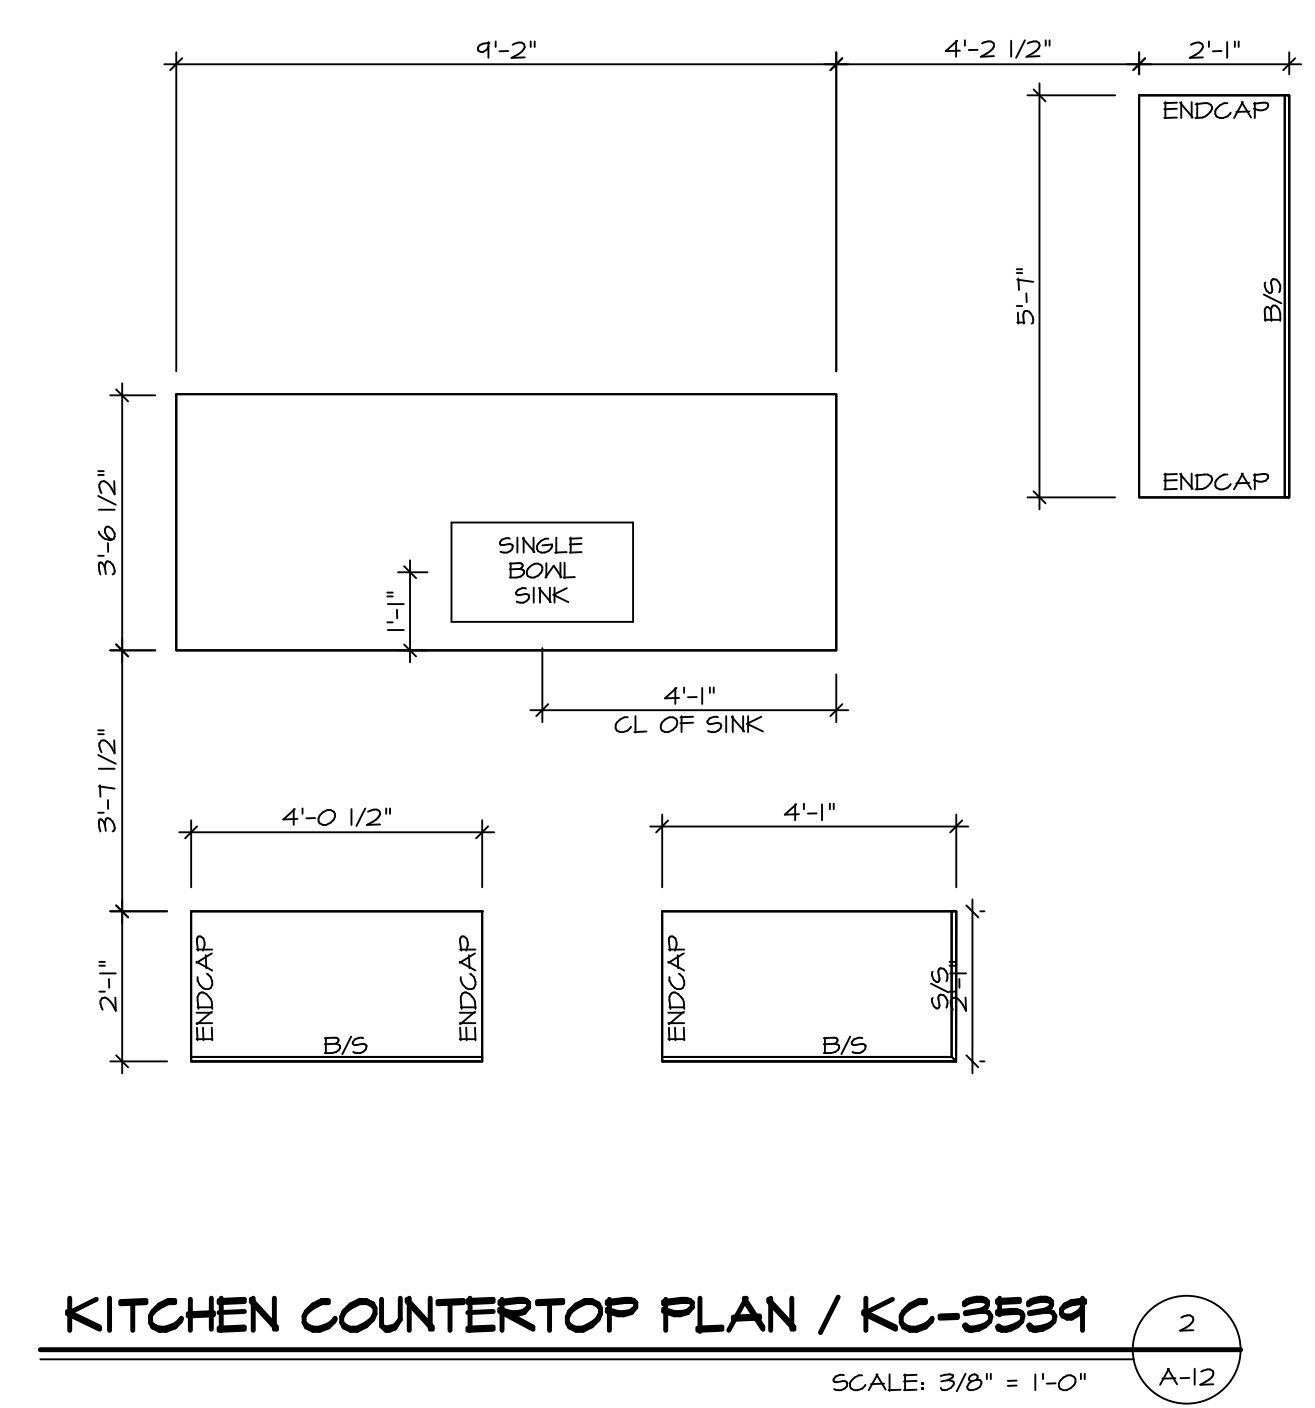 9'-2"
4'-2 1/2"
2'-1"
ENDCAP
5'-7"
B/S
ENDCAP
3'-6 1/2"
SINGLE
BOWL
SINK
1'-1"
4'-1"
CL OF SINK
3'-7 1/2"
4'-0 1/2"
4'-1"
2'-1"
ENDCAP
ENDCAP
B/S
ENDCAP
S/S
2'-1"
B/S
KITCHEN COUNTERTOP PLAN / KC-3539
2
A-12
SCALE: 3/8" = 1'-0"